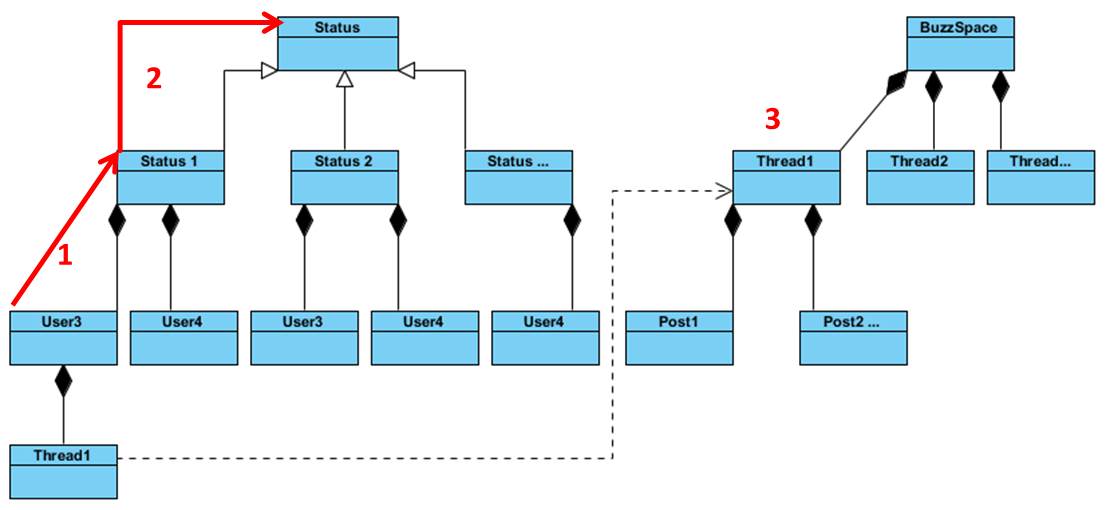 Status
BuzzSpace
2
3
Status 1
Status 2
Status ...
Thread1
Thread2
Thread...
1
User3
User4
User3
User4
User4
Post1
Post2 ...
Thread1